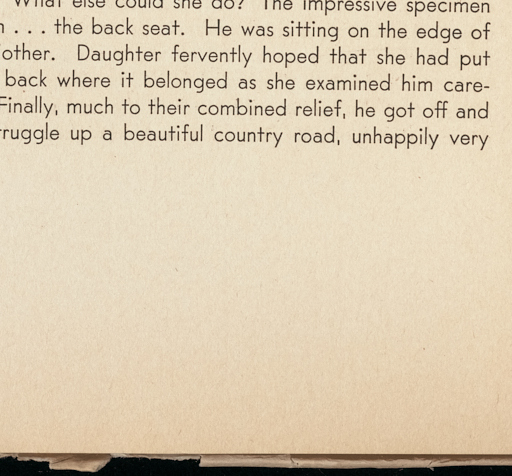 What else could she do? The impressive specimen
... the back seat. He was sitting on the edge of
other. Daughter fervently hoped that she had put
back where it belonged as she examined him care-
Finally, much to their combined relief, he got off and
up a beautiful country road, unhappily very